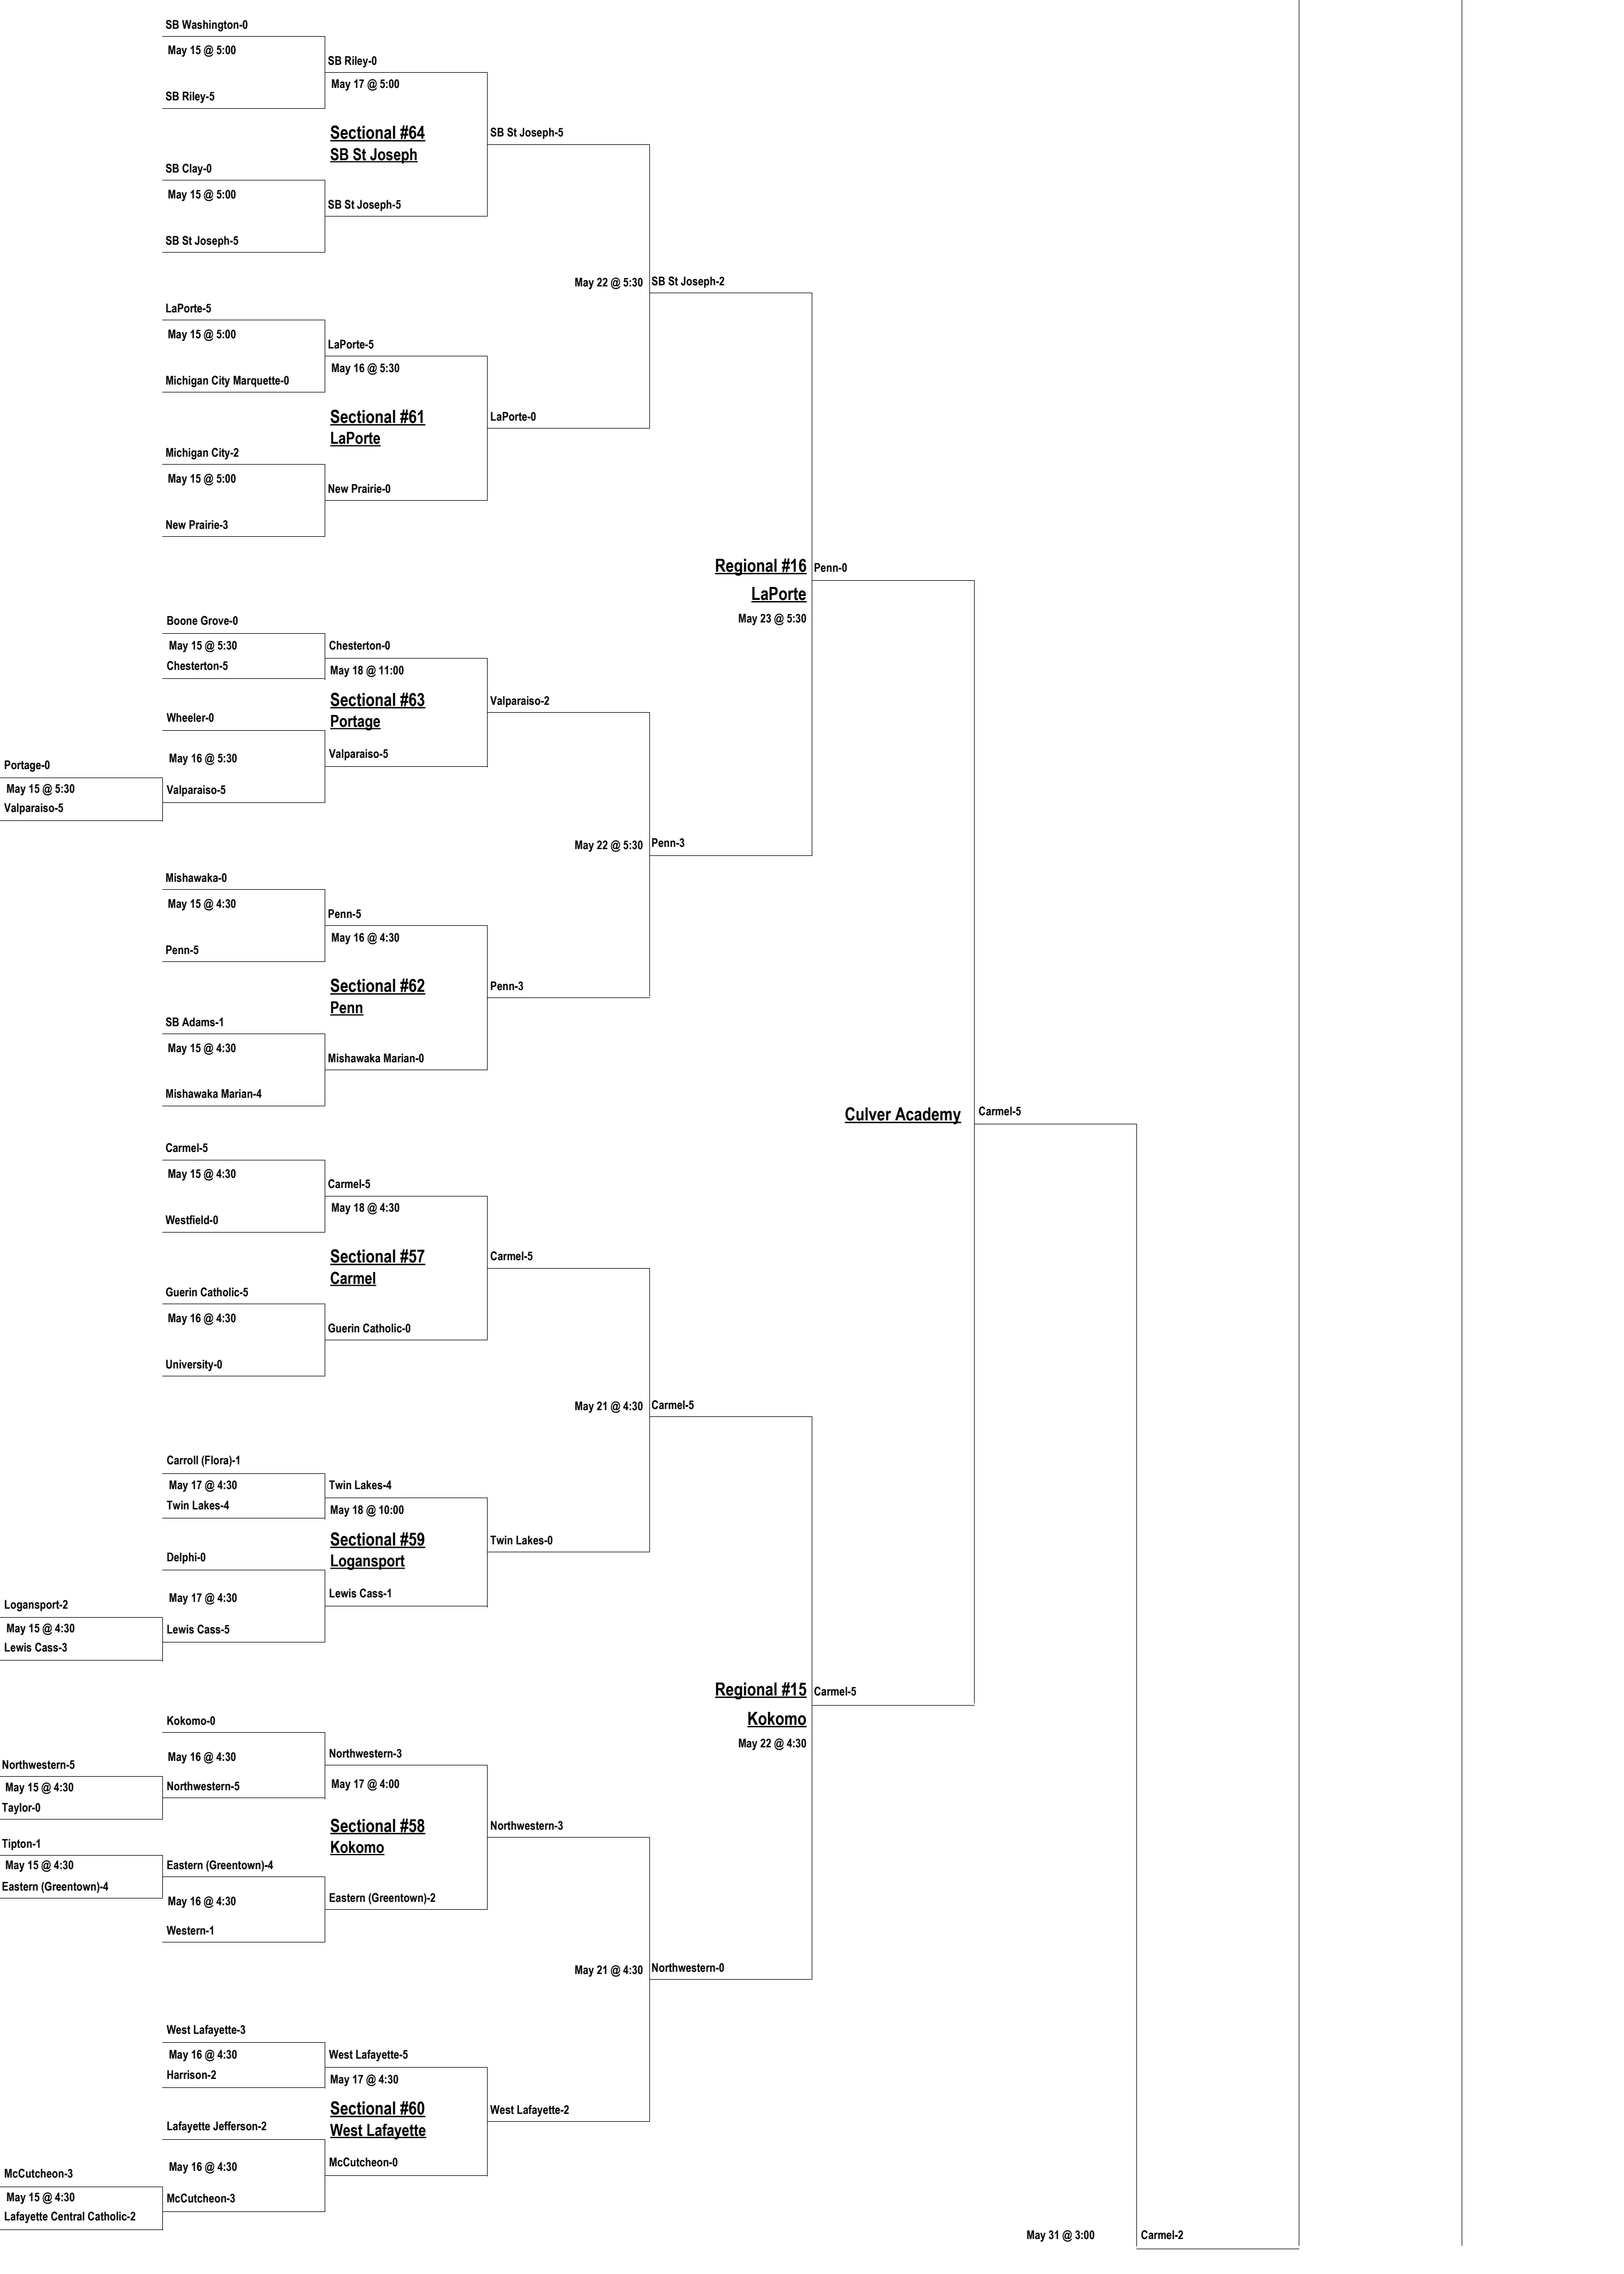 SB Washington-0
May 15 @ 5:00
SB Riley-0
May 17 @ 5:00
SB Riley-5
Sectional #64
SB St Joseph-5
SB St Joseph
SB Clay-0
May 15 @ 5:00
SB St Joseph-5
SB St Joseph-5
May 22 @ 5:30
SB St Joseph-2
LaPorte-5
May 15 @ 5:00
LaPorte-5
May 16 @ 5:30
Michigan City Marquette-0
Sectional #61
LaPorte-0
LaPorte
Michigan City-2
May 15 @ 5:00
New Prairie-0
New Prairie-3
Regional #16
Penn-0
LaPorte
May 23 @ 5:30
Boone Grove-0
May 15 @ 5:30
Chesterton-0
Chesterton-5
May 18 @ 11:00
Sectional #63
Valparaiso-2
Portage
Wheeler-0
May 16 @ 5:30
Valparaiso-5
Portage-0
May 15 @ 5:30
Valparaiso-5
Valparaiso-5
May 22 @ 5:30
Penn-3
Mishawaka-0
May 15 @ 4:30
Penn-5
May 16 @ 4:30
Penn-5
Sectional #62
Penn-3
Penn
SB Adams-1
May 15 @ 4:30
Mishawaka Marian-0
Mishawaka Marian-4
Culver Academy
Carmel-5
Carmel-5
May 15 @ 4:30
Carmel-5
May 18 @ 4:30
Westfield-0
Sectional #57
Carmel-5
Carmel
Guerin Catholic-5
May 16 @ 4:30
Guerin Catholic-0
University-0
May 21 @ 4:30
Carmel-5
Carroll (Flora)-1
May 17 @ 4:30
Twin Lakes-4
Twin Lakes-4
May 18 @ 10:00
Sectional #59
Twin Lakes-0
Logansport
Delphi-0
May 17 @ 4:30
Lewis Cass-1
Logansport-2
May 15 @ 4:30
Lewis Cass-5
Lewis Cass-3
Regional #15
Carmel-5
Kokomo
May 22 @ 4:30
Kokomo-0
May 16 @ 4:30
Northwestern-3
Northwestern-5
May 15 @ 4:30
Northwestern-5
May 17 @ 4:00
Taylor-0
Sectional #58
Northwestern-3
Kokomo
Tipton-1
May 15 @ 4:30
Eastern (Greentown)-4
Eastern (Greentown)-4
May 16 @ 4:30
Eastern (Greentown)-2
Western-1
May 21 @ 4:30
Northwestern-0
West Lafayette-3
May 16 @ 4:30
West Lafayette-5
Harrison-2
May 17 @ 4:30
Sectional #60
West Lafayette-2
West Lafayette
Lafayette Jefferson-2
May 16 @ 4:30
McCutcheon-0
McCutcheon-3
May 15 @ 4:30
McCutcheon-3
Lafayette Central Catholic-2
May 31 @ 3:00
Carmel-2